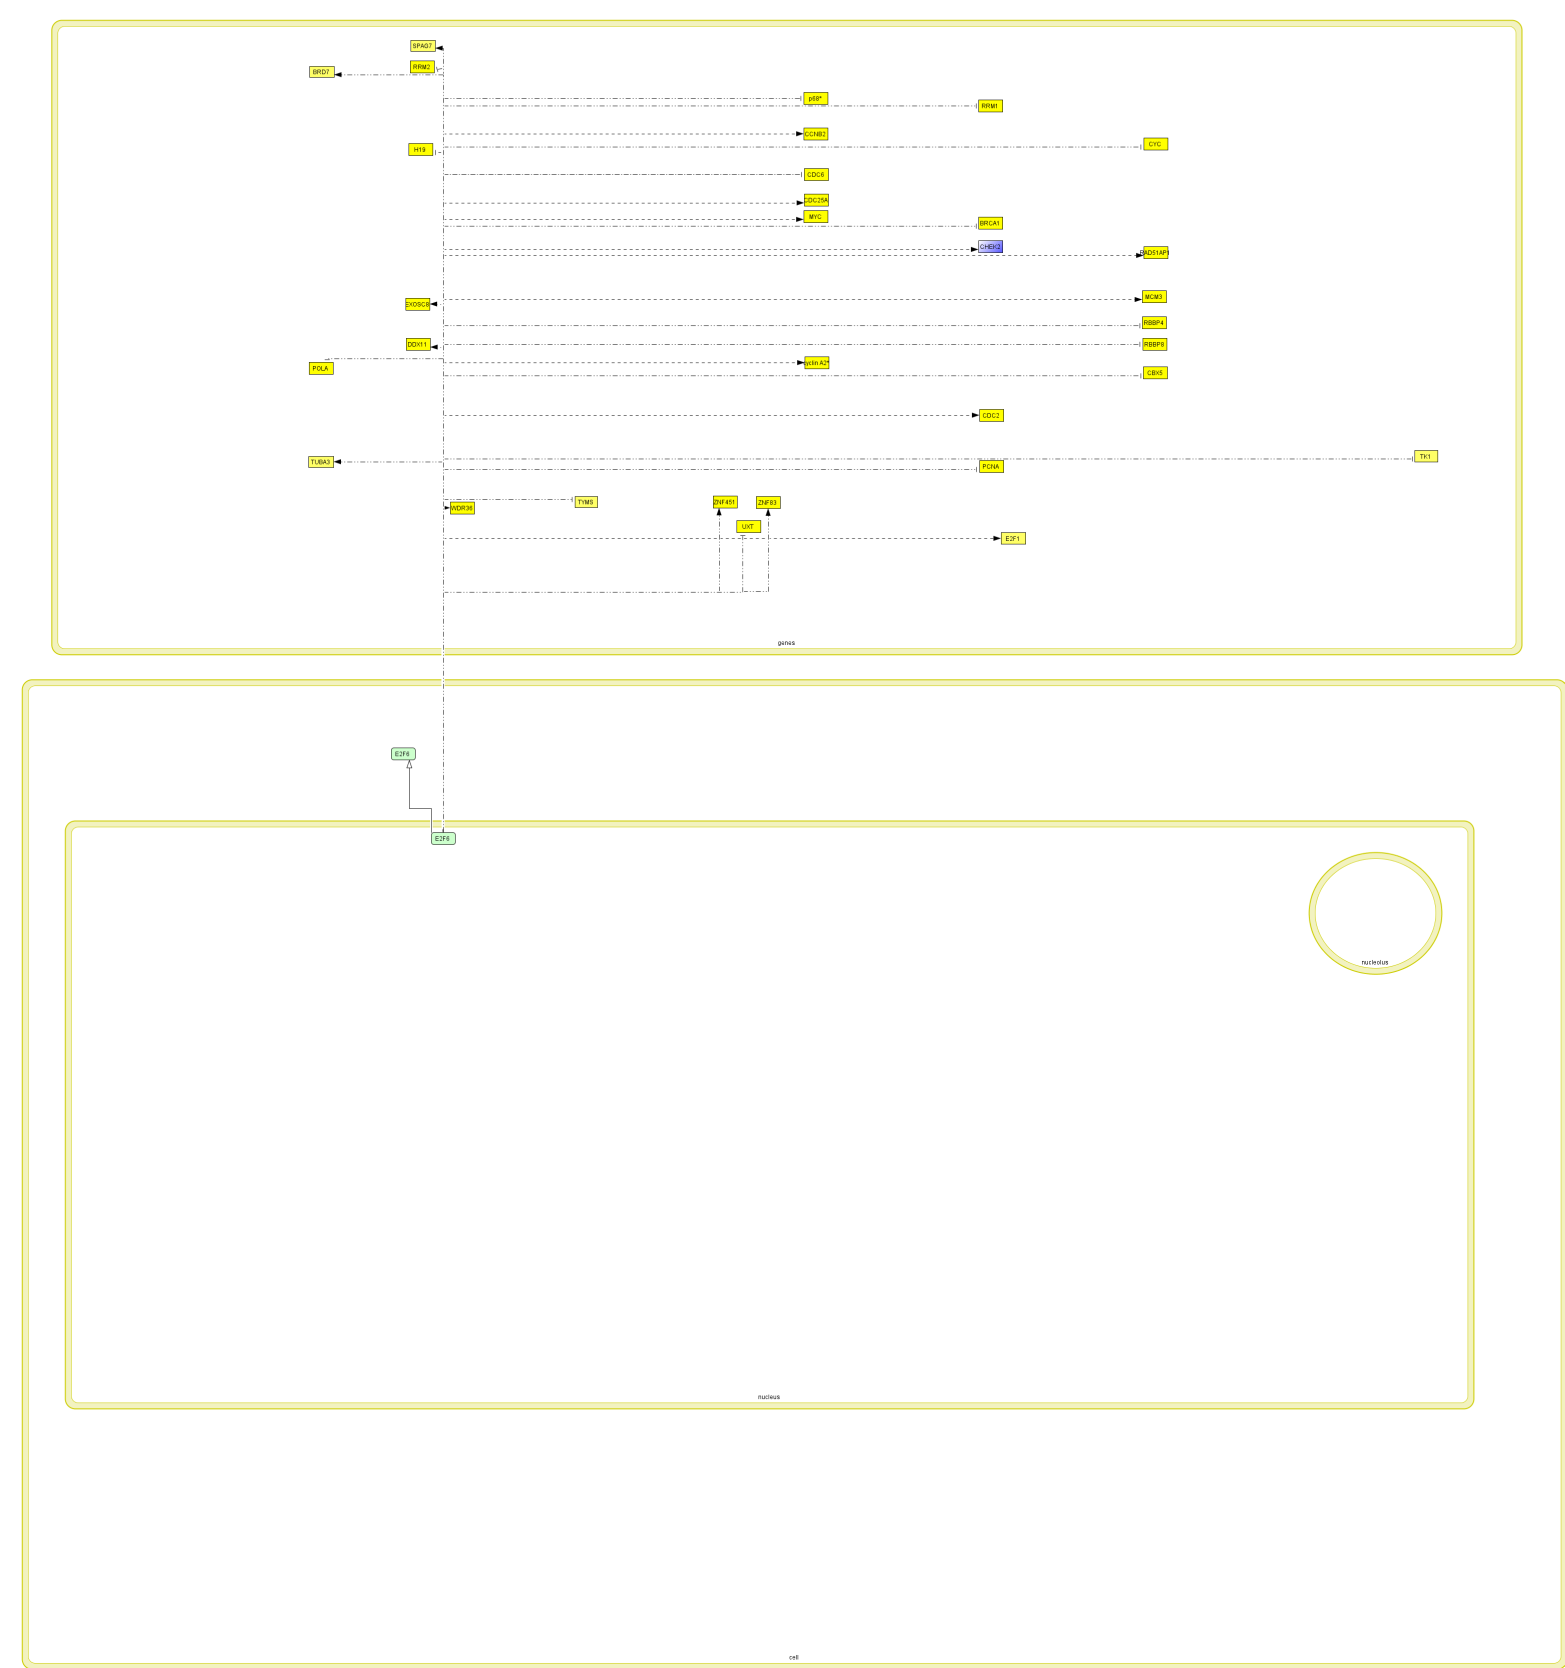 SPAG7
RRM2
BRD7
p68*
RRM1
CCNB2
CYC
H19
CDC6
CDC25A
MYC
BRCA1
CHEK2
RAD51AP1
MCM3
EXOSC8
RBBP4
DDX11
RBBP8
yclin A2*
POLA
CBX5
CDC2
TK1
TUBA3
PCNA
TYMS
ZNF451
ZNF83
WDR36
UXT
E2F1
genes
E2F6
E2F6
nucleolus
nucleus
cell